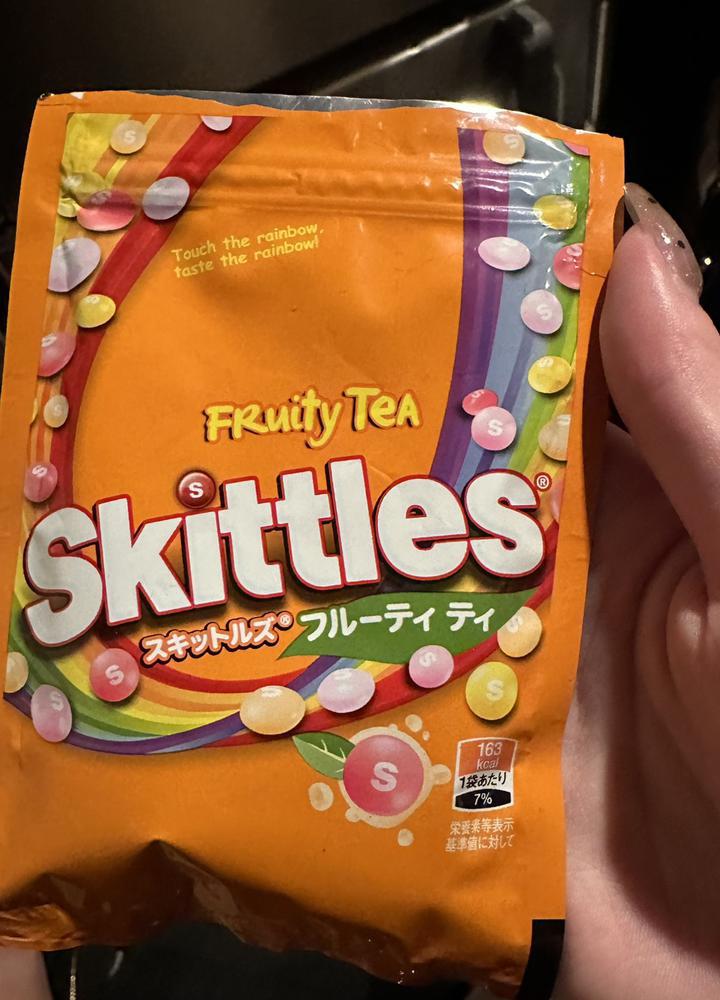 Touch the rainbow,
taste the rainbow!
FRuity TeA
Skittles®
スキットルズ® フルーティ ティ
163
kcal
1袋あたり
7%
栄養素等表示
基準値に対して